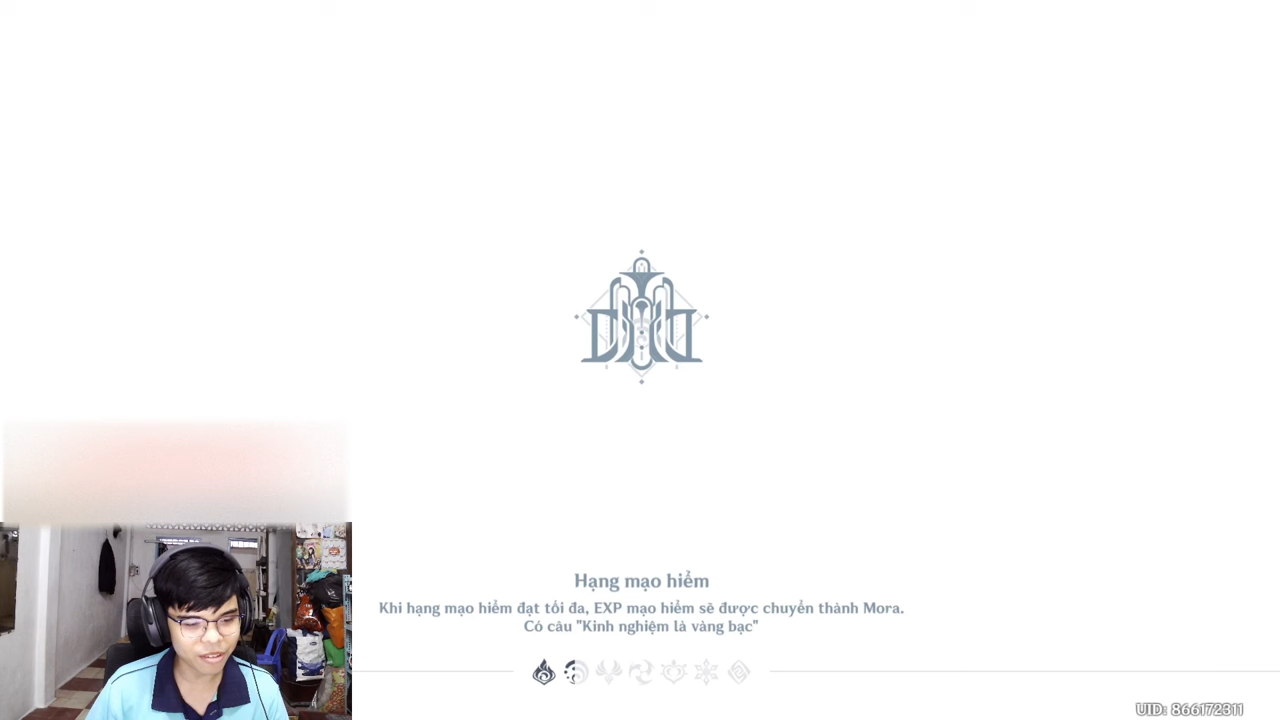 Hạng mạo hiểm
Khi hạng mạo hiểm đạt tối đa, EXP mạo hiểm sẽ được chuyển thành Mora.
Có câu "Kinh nghiệm là vàng bạc"
UID: 866172311